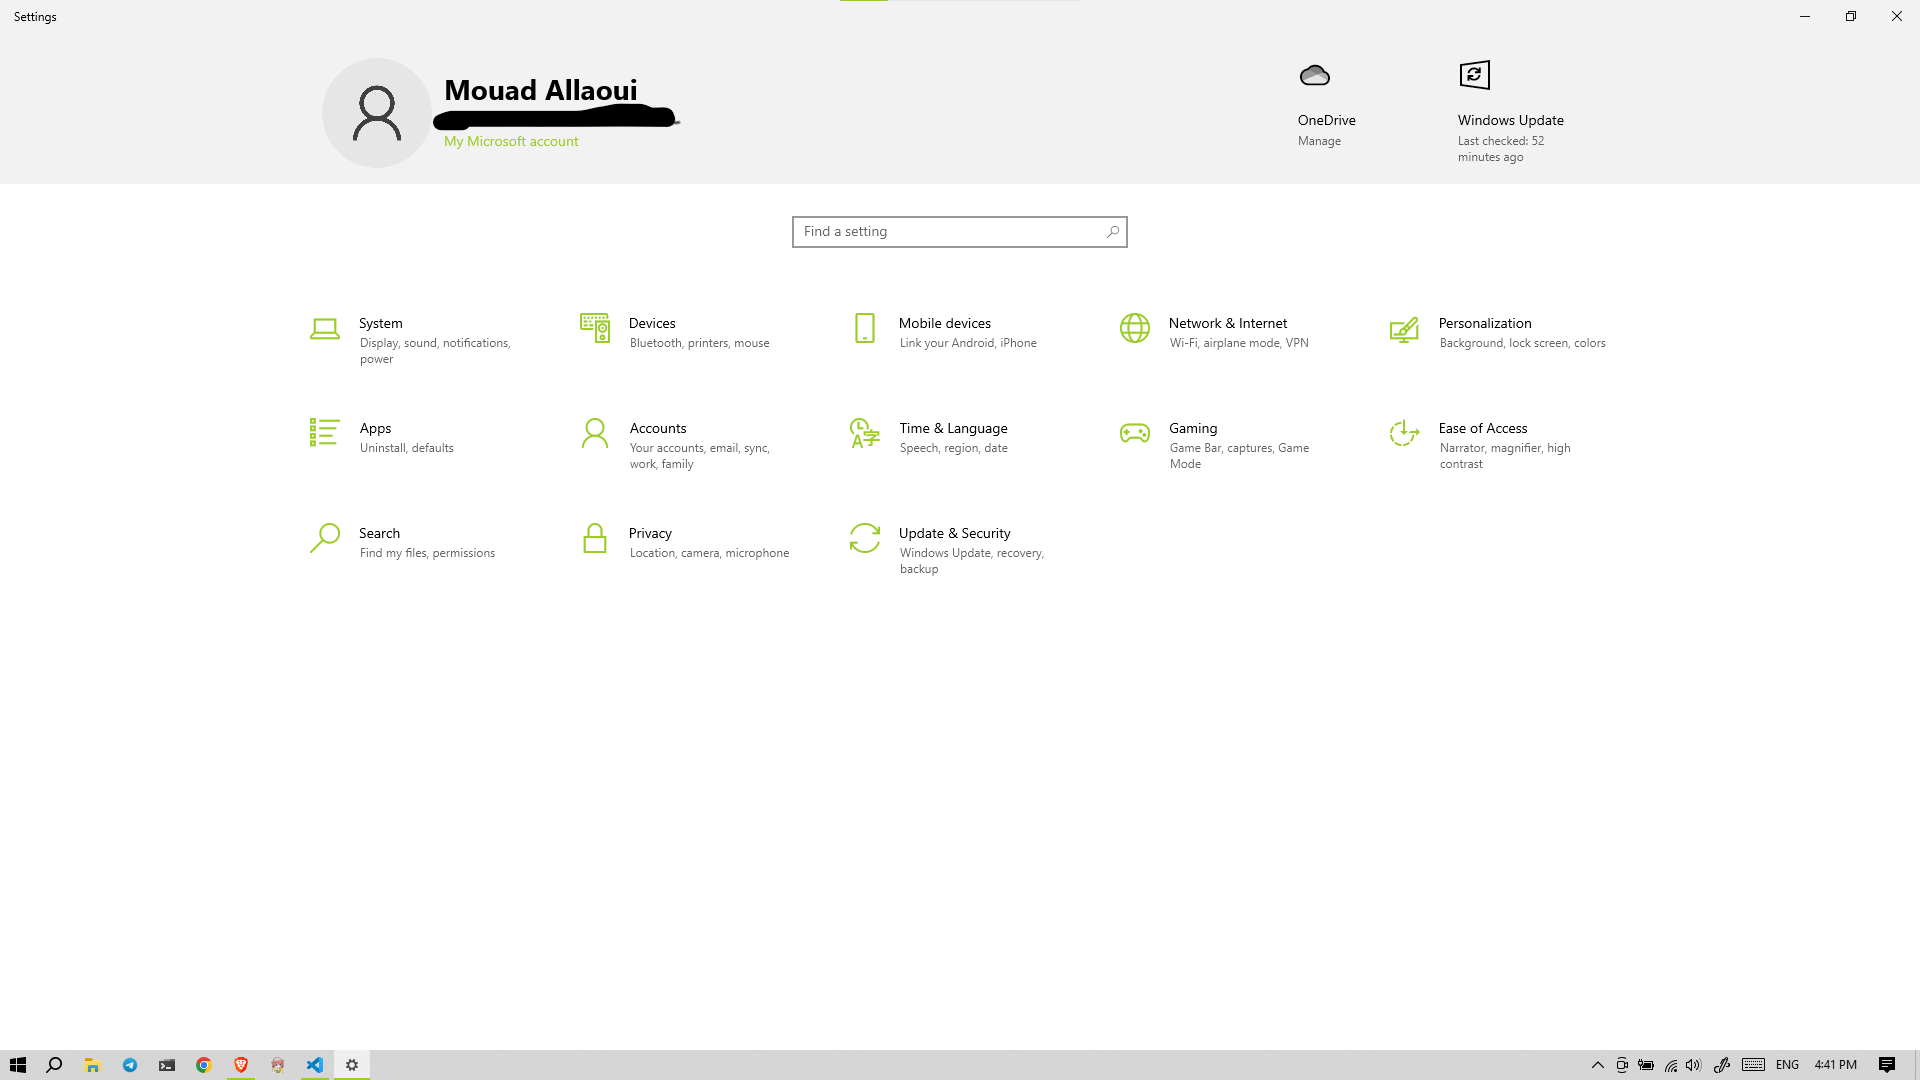 Settings
Mouad Allaoui
My Microsoft account
OneDrive
Manage
Windows Update
Last checked: 52
minutes ago
Find a setting
System
Display, sound, notifications,
power
Devices
Bluetooth, printers, mouse
Mobile devices
Link your Android, iPhone
Network & Internet
Wi-Fi, airplane mode, VPN
Personalization
Background, lock screen, colors
Apps
Uninstall, defaults
Accounts
Your accounts, email, sync,
work, family
Time & Language
Speech, region, date
Gaming
Game Bar, captures, Game
Mode
Ease of Access
Narrator, magnifier, high
contrast
Search
Find my files, permissions
Privacy
Location, camera, microphone
Update & Security
Windows Update, recovery,
backup
ENG
4:41 PM